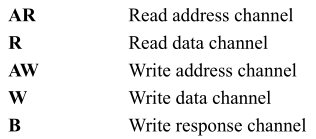 AR Read address channel
R Read data channel
AW Write address channel
W Write data channel
B Write response channel